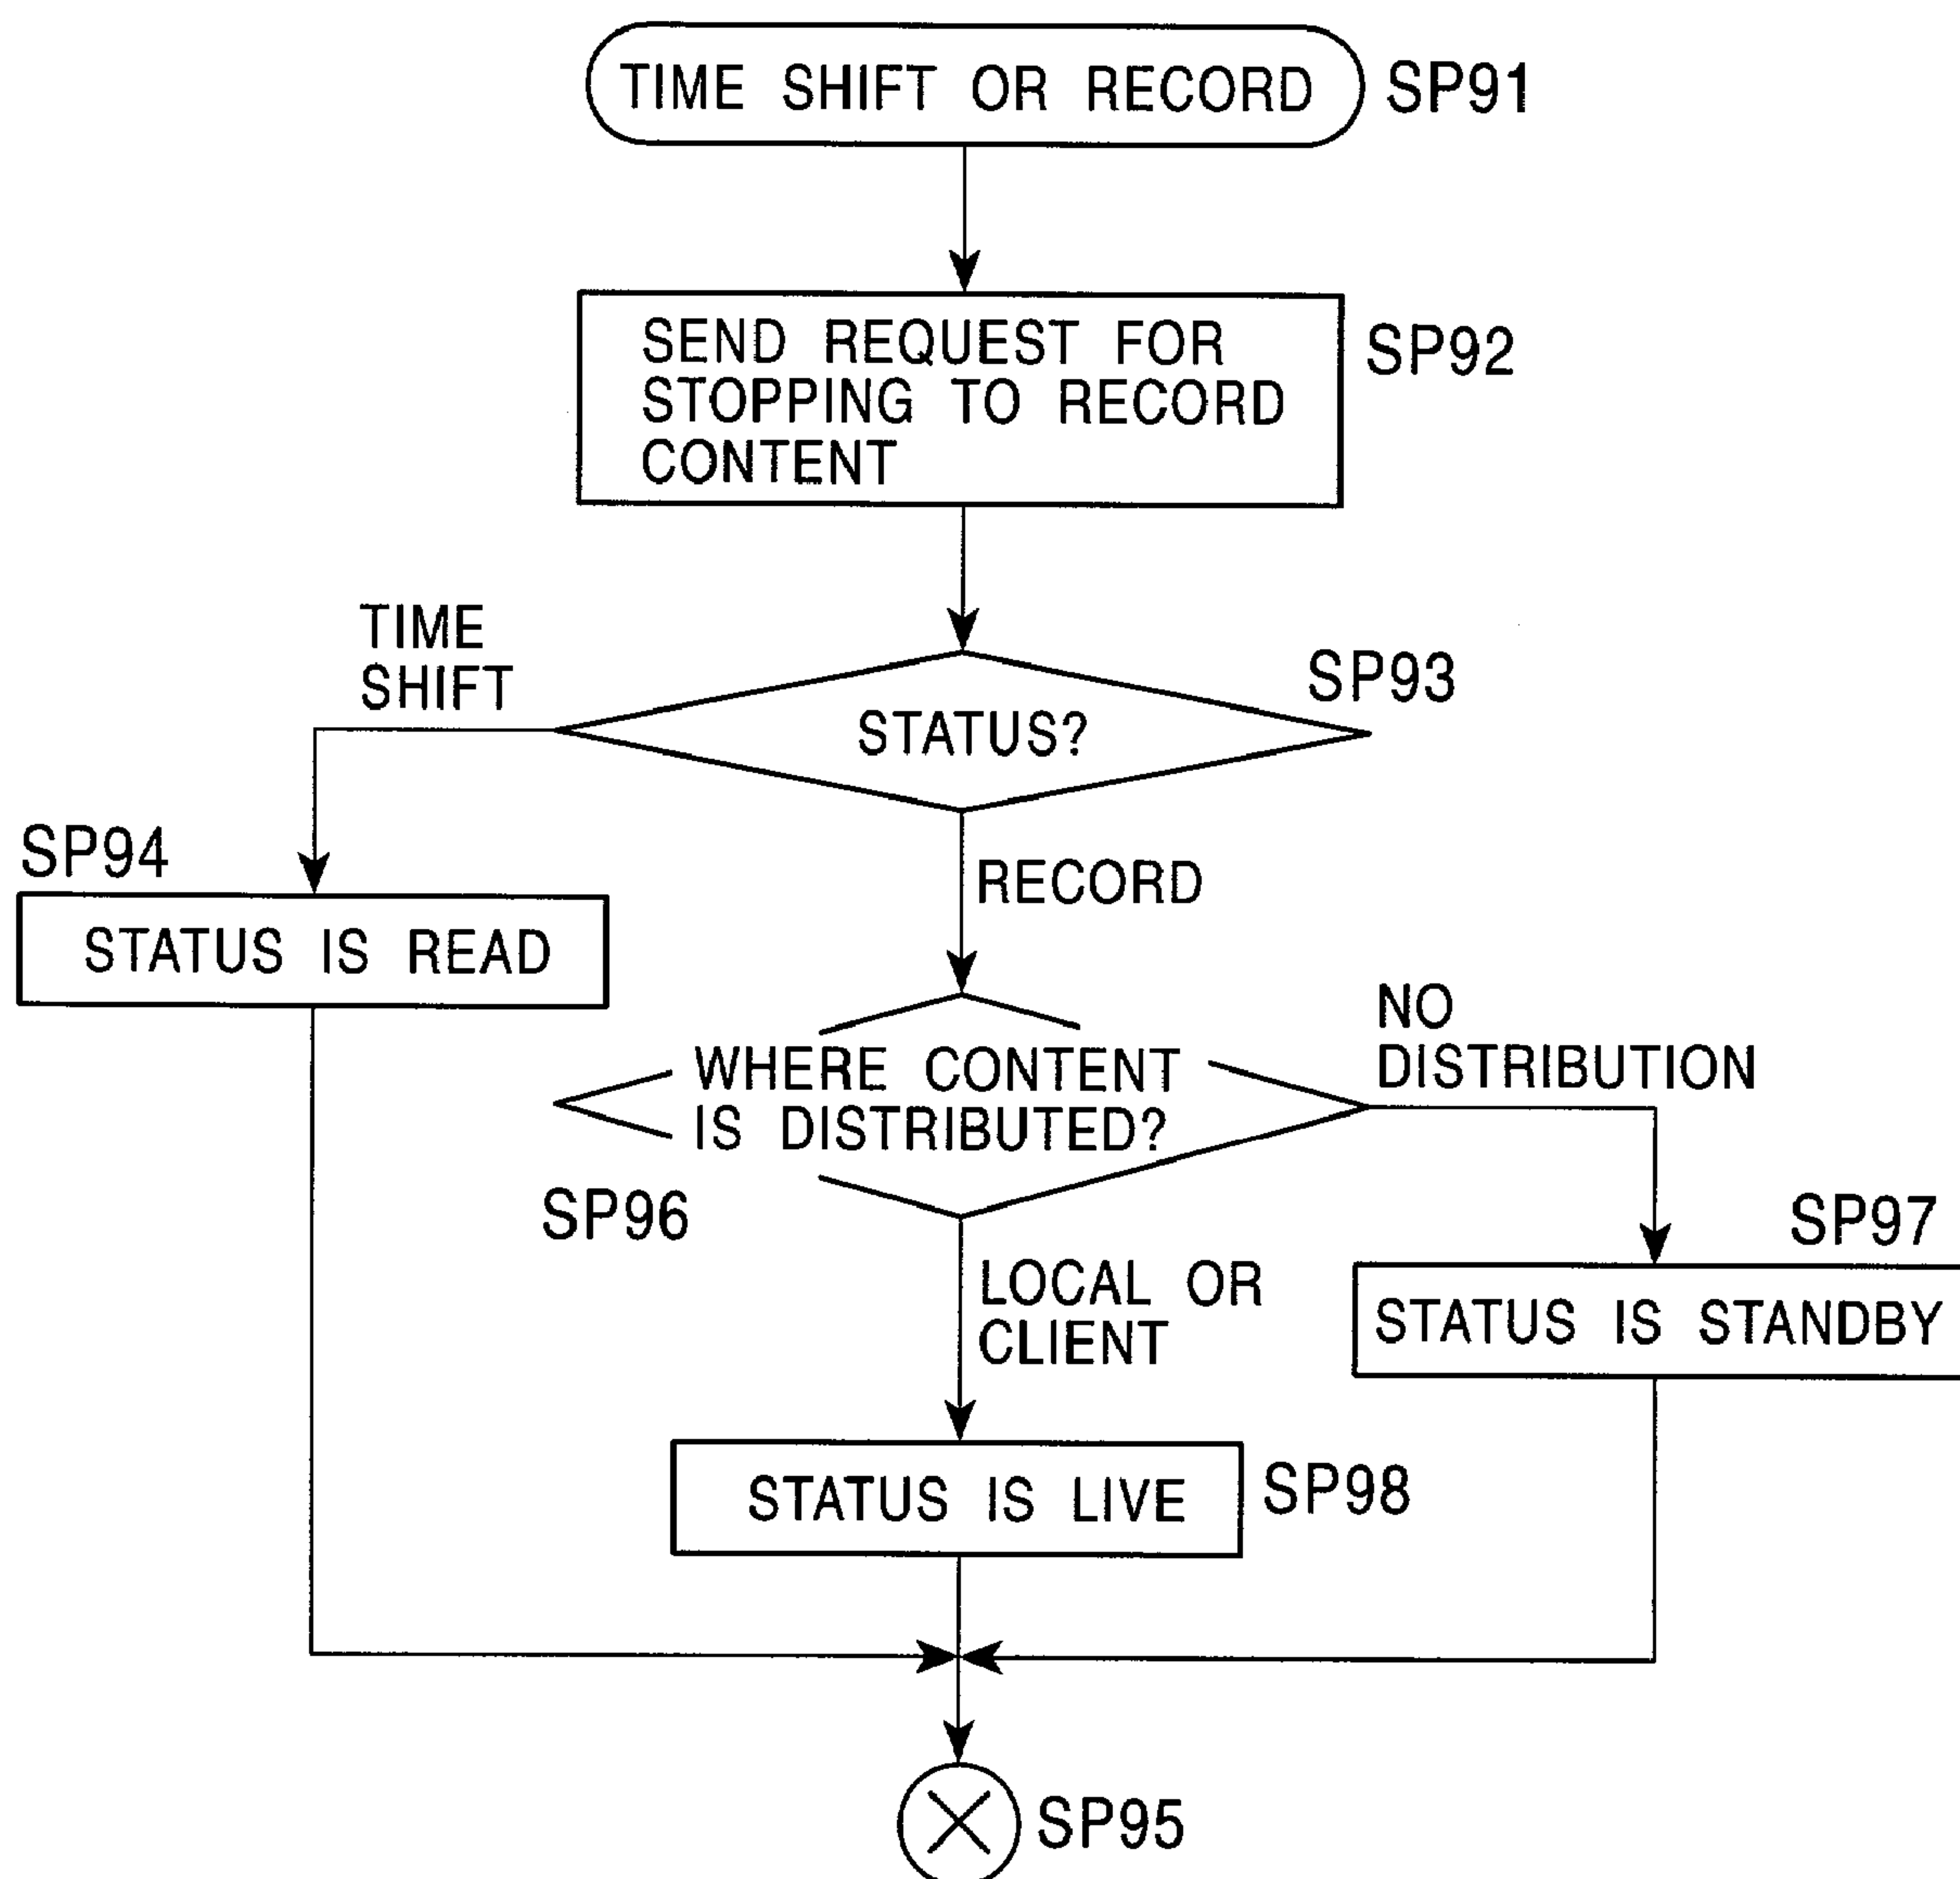 TIME SHIFT OR RECORD
SP91
SEND REQUEST FOR
STOPPING TO RECORD
CONTENT
SP92
TIME
SHIFT
SP93
STATUS?
SP94
RECORD
STATUS IS READ
NO
DISTRIBUTION
WHERE CONTENT
IS DISTRIBUTED?
SP96
SP97
LOCAL OR
CLIENT
STATUS IS STANDBY
STATUS IS LIVE
SP98
SP95